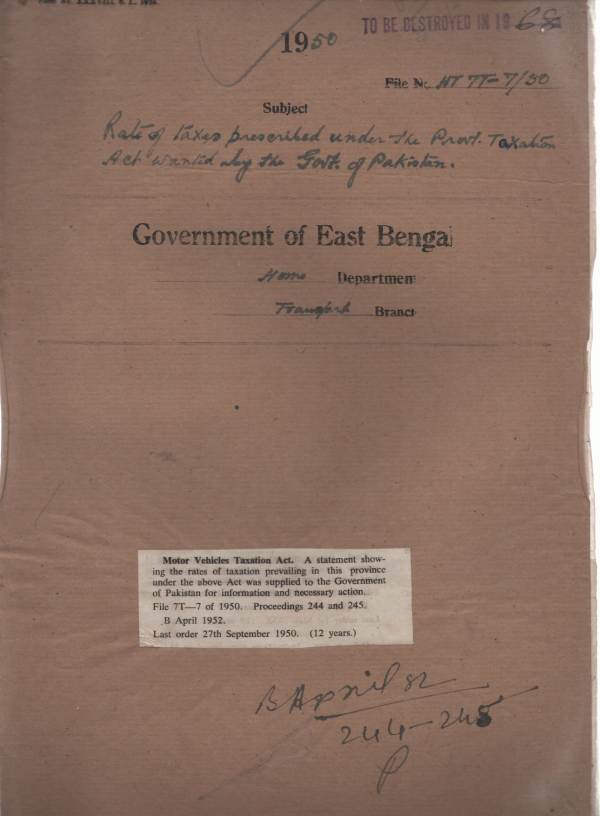 TO BE DESTROYED IN 19 62
1950
File No. HT 7T-7/50
Subject
Rate of taxes prescribed under the Provl. Taxation
Act wanted by the Govt. of Pakistan.
Government of East Bengal
Home Department
Transport Branch
Motor Vehicles Taxation Act. A statement show-
ing the rates of taxation prevailing in this province
under the above Act was supplied to the Government
of Pakistan for information and necessary action.
File 7T—7 of 1950. Proceedings 244 and 245.
B April 1952.
Last order 27th September 1950. (12 years.)
B April 52
244-245
P